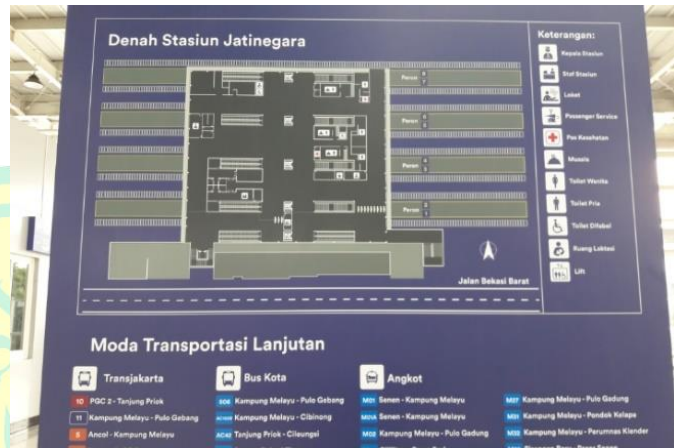 Denah Stasiun Jatinegara
Keterangan:
Kepala Stasiun
Staf Stasiun
Loket
Passenger Service
Pos Kesehatan
Musola
Toilet Wanita
Toilet Pria
Toilet Difabel
Ruang Laktasi
Lift
Peron
Peron
Peron
Peron
Jalan Bekasi Barat
Moda Transportasi Lanjutan
Transjakarta
10 PGC 2 - Tanjung Priok
11 Kampung Melayu - Pulo Gebang
5 Ancol - Kampung Melayu
Bus Kota
Kampung Melayu - Pulo Gebang
Kampung Melayu - Cibinong
Tanjung Priok - Cileungsi
Angkot
M01 Senen - Kampung Melayu
M01A Senen - Kampung Melayu
M02 Kampung Melayu - Pulo Gadung
M27 Kampung Melayu - Pulo Gadung
M31 Kampung Melayu - Pondok Kelapa
M32 Kampung Melayu - Perumnas Klender